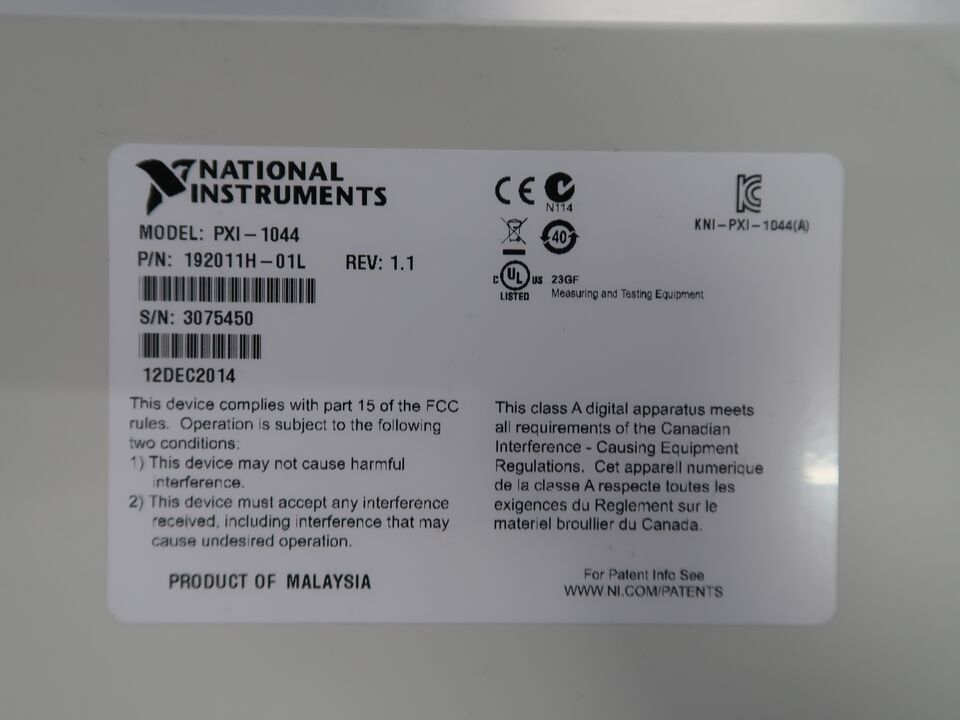 NATIONAL
INSTRUMENTS
MODEL: PXI-1044
P/N: 192011H-01L REV: 1.1
S/N: 3075450
12DEC2014
CE
N114
40
C UL US
LISTED
23GF
Measuring and Testing Equipment
KC
KNI-PXI-1044(A)
This device complies with part 15 of the FCC
rules. Operation is subject to the following
two conditions:
1) This device may not cause harmful
interference.
2) This device must accept any interference
received, including interference that may
cause undesired operation.
This class A digital apparatus meets
all requirements of the Canadian
Interference - Causing Equipment
Regulations. Cet appareil numerique
de la classe A respecte toutes les
exigences du Reglement sur le
materiel broullier du Canada.
PRODUCT OF MALAYSIA
For Patent Info See
WWW.NI.COM/PATENTS